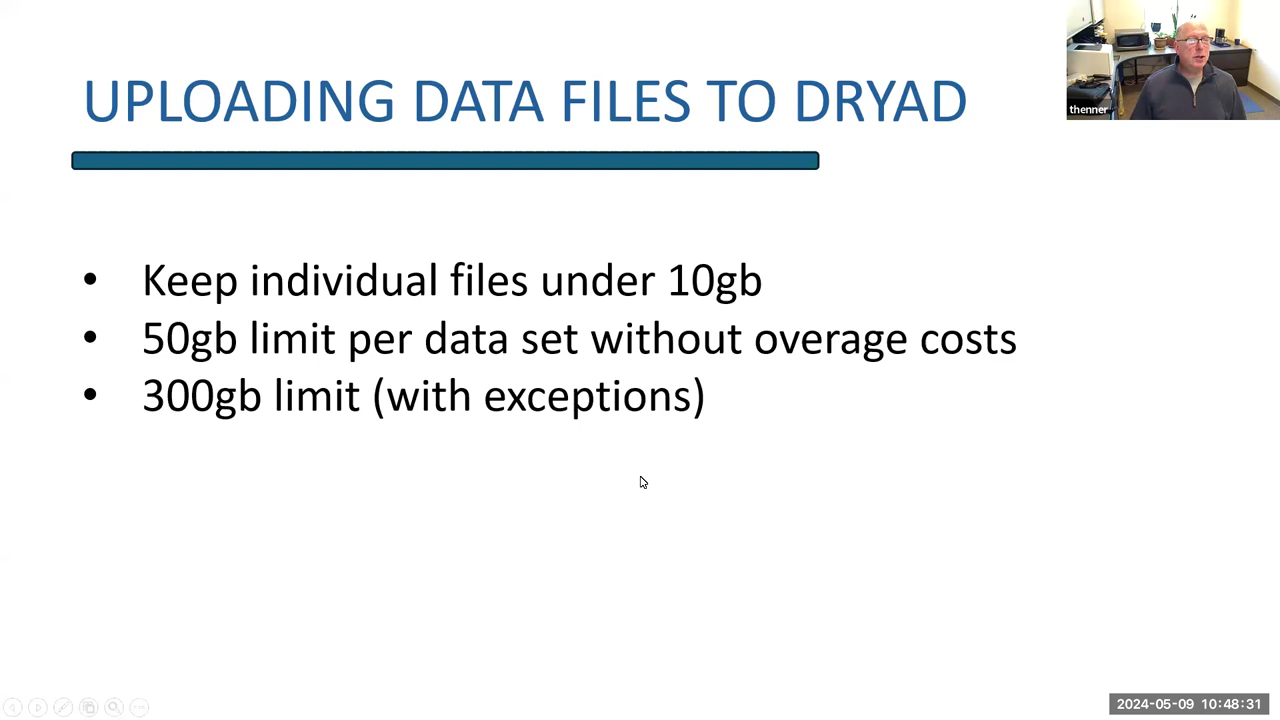 UPLOADING DATA FILES TO DRYAD
thenner
• Keep individual files under 10gb
• 50gb limit per data set without overage costs
• 300gb limit (with exceptions)
2024-05-09 10:48:31